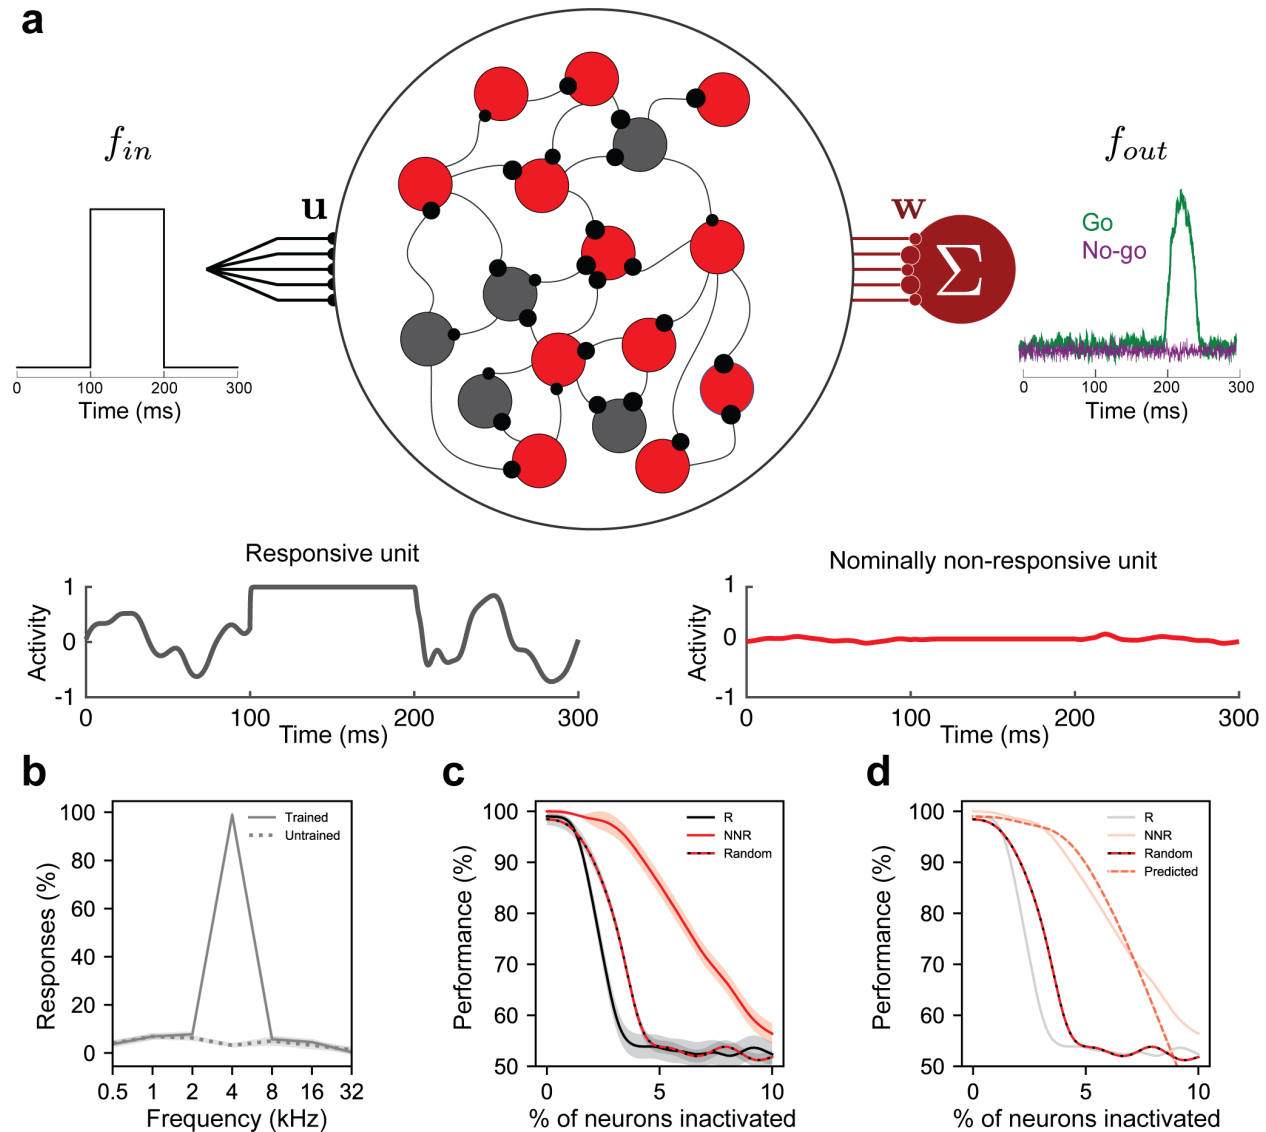 a
f_in
u
w
f_out
Σ
Go
No-go
0 100 200 300
Time (ms)
0 100 200 300
Time (ms)
Responsive unit
1
0
-1
Activity
0 100 200 300
Time (ms)
Nominally non-responsive unit
1
0
-1
Activity
0 100 200 300
Time (ms)
b
100
80
60
40
20
0
Responses (%)
Trained
Untrained
0.5 1 2 4 8 16 32
Frequency (kHz)
c
100
90
80
70
60
50
Performance (%)
R
NNR
Random
0 5 10
% of neurons inactivated
d
100
90
80
70
60
50
Performance (%)
R
NNR
Random
Predicted
0 5 10
% of neurons inactivated